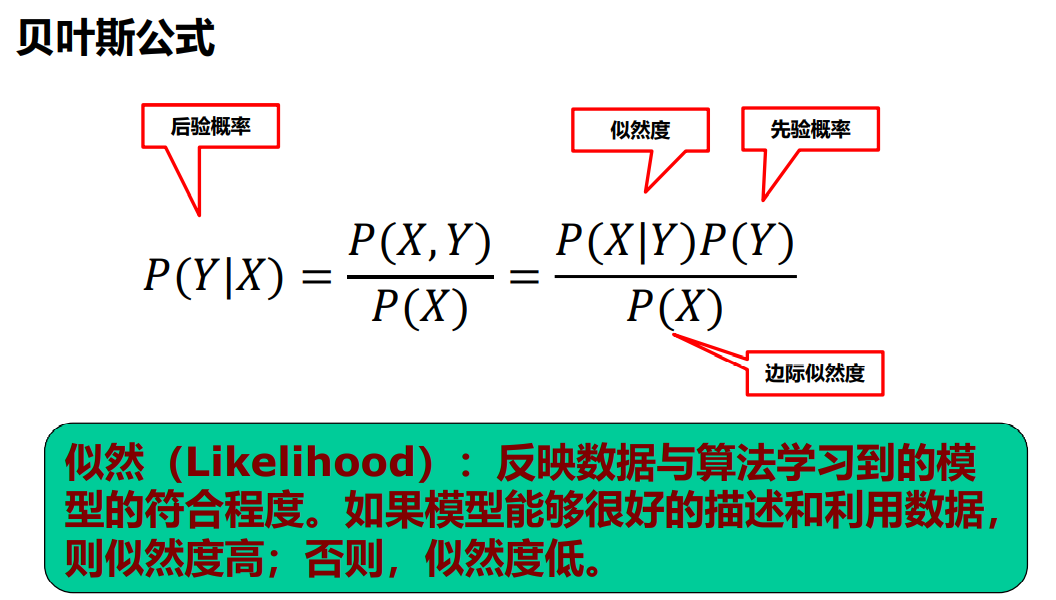 贝叶斯公式
后验概率
似然度
先验概率
P(Y|X) = P(X,Y) / P(X) = P(X|Y)P(Y) / P(X)
边际似然度
似然（Likelihood）：反映数据与算法学习到的模
型的符合程度。如果模型能够很好的描述和利用数据，
则似然度高；否则，似然度低。